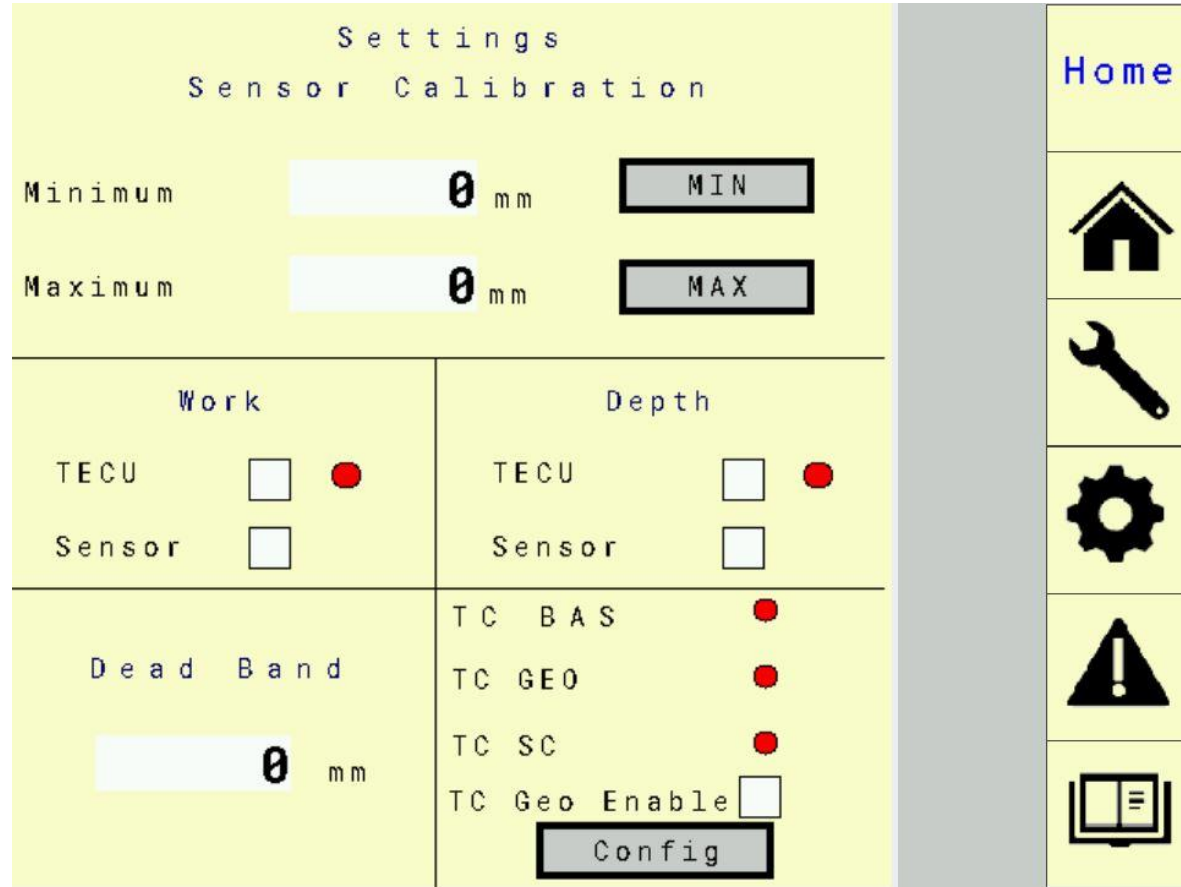 Settings
Sensor Calibration
Home
Minimum 0 mm MIN
Maximum 0 mm MAX
Work
TECU
Sensor
Depth
TECU
Sensor
Dead Band
0 mm
TC BAS
TC GEO
TC SC
TC Geo Enable
Config